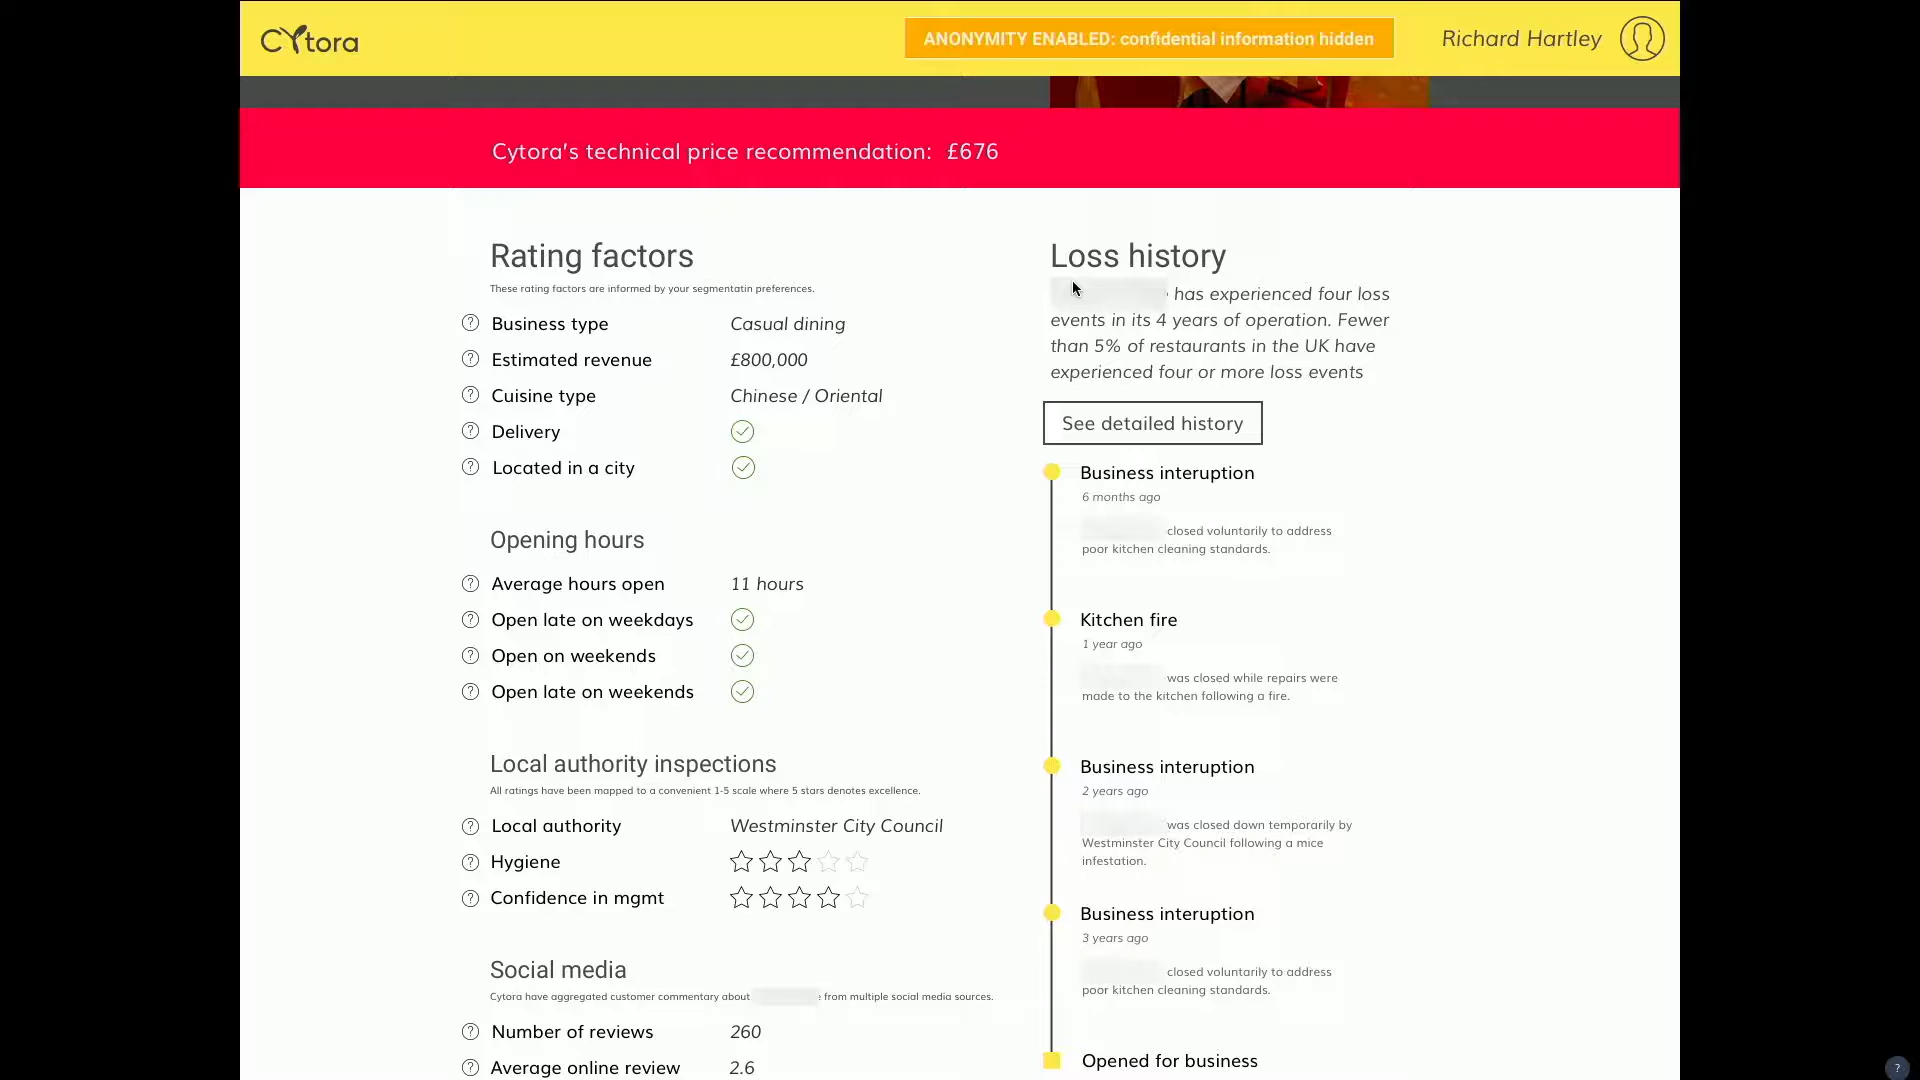 Cytora
ANONYMITY ENABLED: confidential information hidden
Richard Hartley
Cytora's technical price recommendation: £676
Rating factors
These rating factors are informed by your segmentatin preferences.
Business type Casual dining
Estimated revenue £800,000
Cuisine type Chinese / Oriental
Delivery
Located in a city
Opening hours
Average hours open 11 hours
Open late on weekdays
Open on weekends
Open late on weekends
Local authority inspections
All ratings have been mapped to a convenient 1-5 scale where 5 stars denotes excellence.
Local authority Westminster City Council
Hygiene
Confidence in mgmt
Social media
Cytora have aggregated customer commentary about from multiple social media sources.
Number of reviews 260
Average online review 2.6
Loss history
has experienced four loss
events in its 4 years of operation. Fewer
than 5% of restaurants in the UK have
experienced four or more loss events
See detailed history
Business interuption
6 months ago
closed voluntarily to address
poor kitchen cleaning standards.
Kitchen fire
1 year ago
was closed while repairs were
made to the kitchen following a fire.
Business interuption
2 years ago
was closed down temporarily by
Westminster City Council following a mice
infestation.
Business interuption
3 years ago
closed voluntarily to address
poor kitchen cleaning standards.
Opened for business